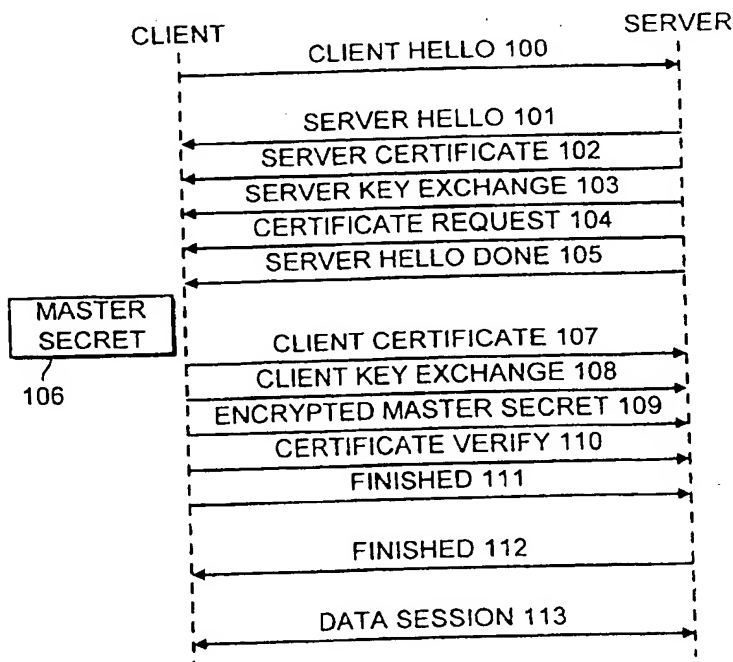 CLIENT
SERVER
CLIENT HELLO 100
SERVER HELLO 101
SERVER CERTIFICATE 102
SERVER KEY EXCHANGE 103
CERTIFICATE REQUEST 104
SERVER HELLO DONE 105
MASTER
SECRET
106
CLIENT CERTIFICATE 107
CLIENT KEY EXCHANGE 108
ENCRYPTED MASTER SECRET 109
CERTIFICATE VERIFY 110
FINISHED 111
FINISHED 112
DATA SESSION 113